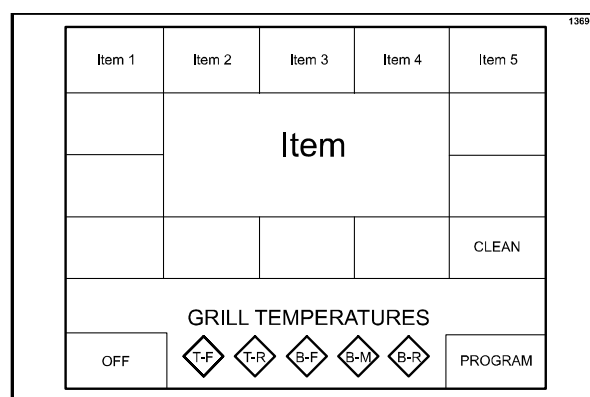 1369
Item 1 Item 2 Item 3 Item 4 Item 5
Item
CLEAN
GRILL TEMPERATURES
OFF T-F T-R B-F B-M B-R PROGRAM